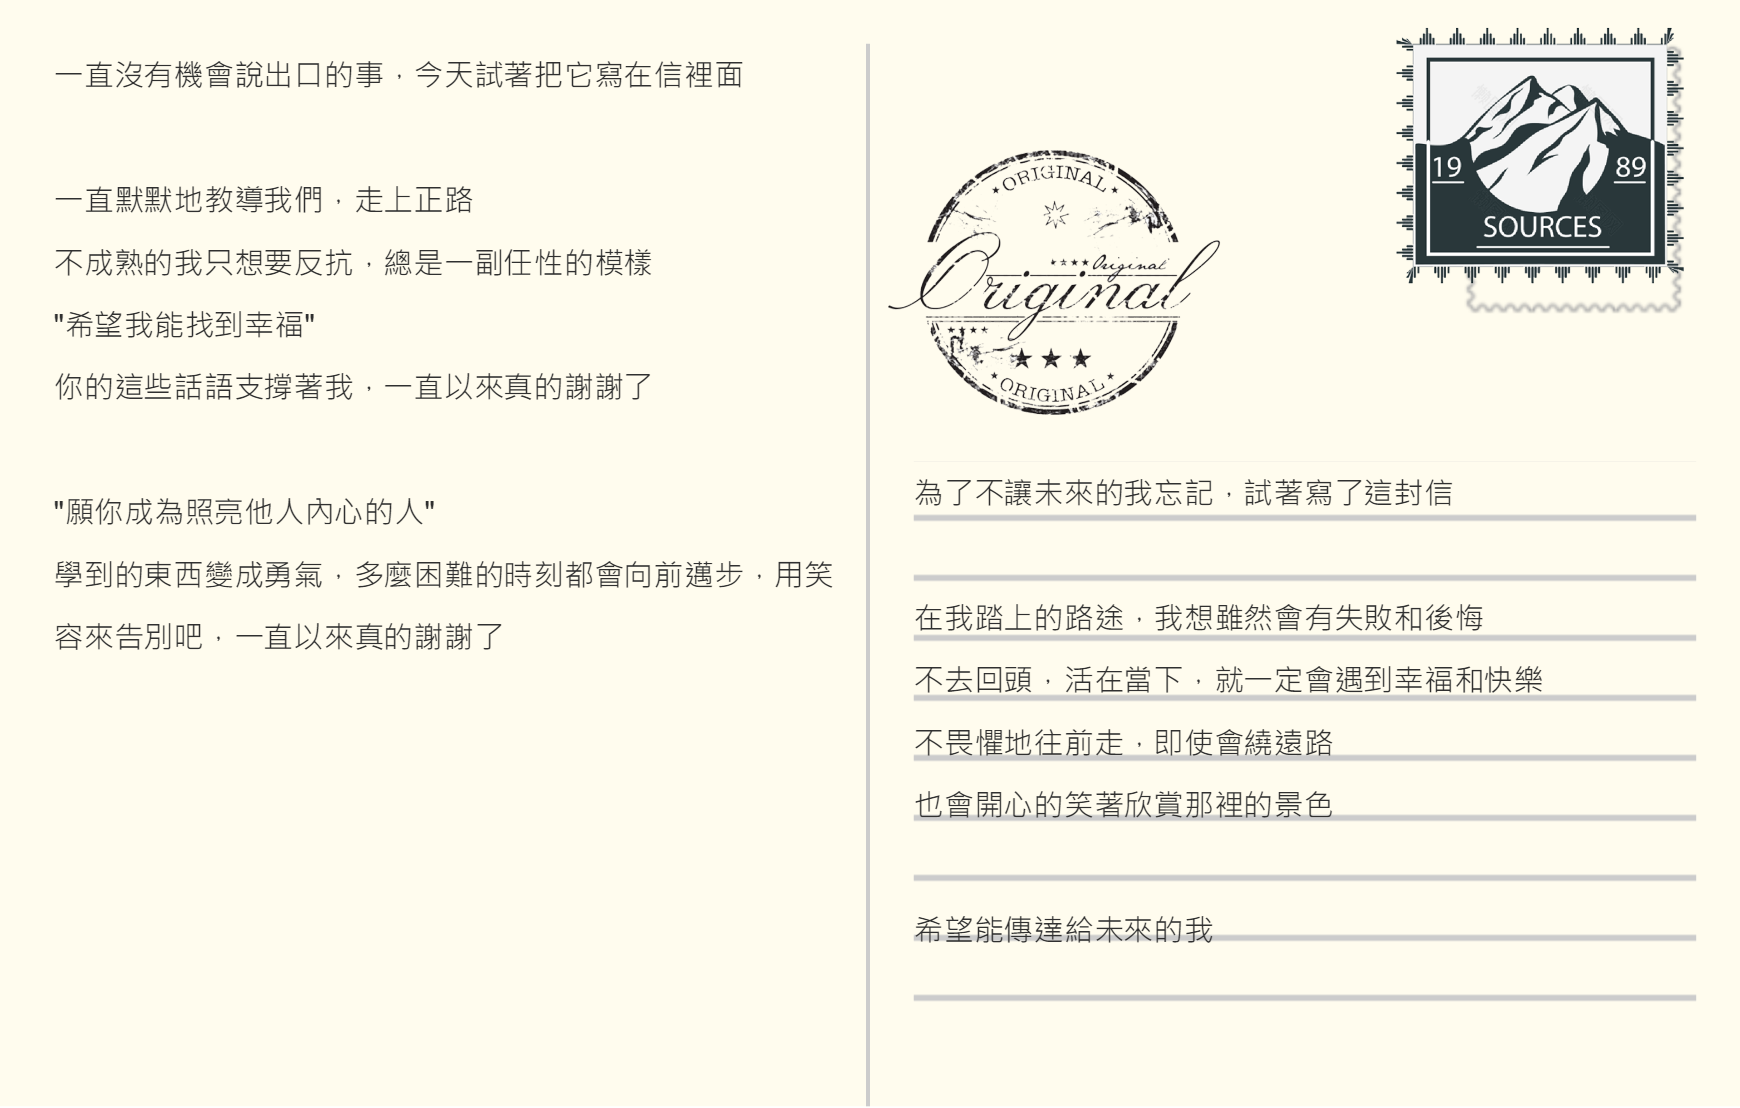 一直沒有機會說出口的事，今天試著把它寫在信裡面
一直默默地教導我們，走上正路
不成熟的我只想要反抗，總是一副任性的模樣
"希望我能找到幸福"
你的這些話語支撐著我，一直以來真的謝謝了
"願你成為照亮他人內心的人"
學到的東西變成勇氣，多麼困難的時刻都會向前邁步，用笑
容來告別吧，一直以來真的謝謝了
19
89
SOURCES
ORIGINAL
Original
Original
ORIGINAL
為了不讓未來的我忘記，試著寫了這封信
在我踏上的路途，我想雖然會有失敗和後悔
不去回頭，活在當下，就一定會遇到幸福和快樂
不畏懼地往前走，即使會繞遠路
也會開心的笑著欣賞那裡的景色
希望能傳達給未來的我